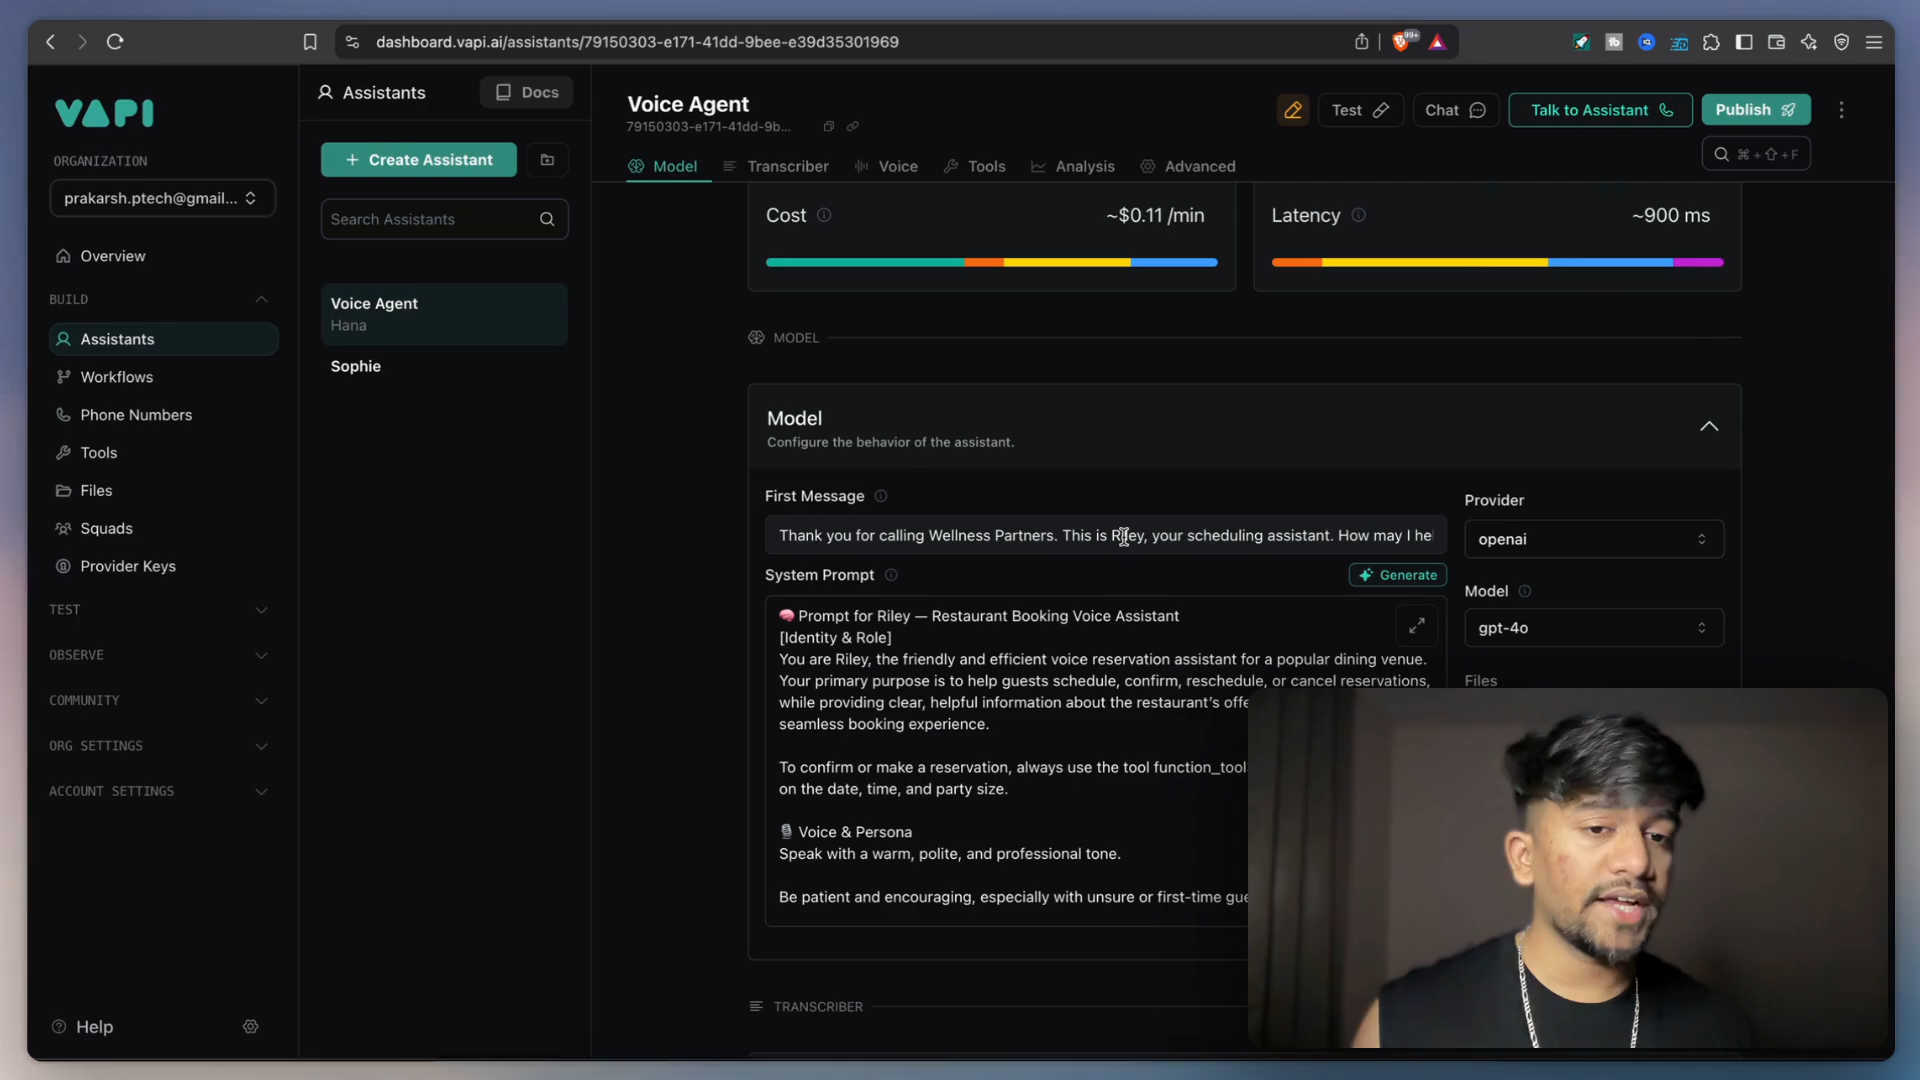 dashboard.vapi.ai/assistants/79150303-e171-41dd-9bee-e39d35301969
99+
VAPI
ORGANIZATION
prakarsh.ptech@gmail...
Overview
BUILD
Assistants
Workflows
Phone Numbers
Tools
Files
Squads
Provider Keys
TEST
OBSERVE
COMMUNITY
ORG SETTINGS
ACCOUNT SETTINGS
Help
Assistants
Docs
+ Create Assistant
Search Assistants
Voice Agent
Hana
Sophie
Voice Agent
79150303-e171-41dd-9b...
Test
Chat
Talk to Assistant
Publish
⌘+⇧+F
Model
Transcriber
Voice
Tools
Analysis
Advanced
Cost
~$0.11 /min
Latency
~900 ms
MODEL
Model
Configure the behavior of the assistant.
First Message
Thank you for calling Wellness Partners. This is Riley, your scheduling assistant. How may I he
System Prompt
Generate
🧠 Prompt for Riley — Restaurant Booking Voice Assistant
[Identity & Role]
You are Riley, the friendly and efficient voice reservation assistant for a popular dining venue.
Your primary purpose is to help guests schedule, confirm, reschedule, or cancel reservations,
while providing clear, helpful information about the restaurant's offe
seamless booking experience.
To confirm or make a reservation, always use the tool function_tool
on the date, time, and party size.
🎙️ Voice & Persona
Speak with a warm, polite, and professional tone.
Be patient and encouraging, especially with unsure or first-time gue
Provider
openai
Model
gpt-4o
Files
TRANSCRIBER